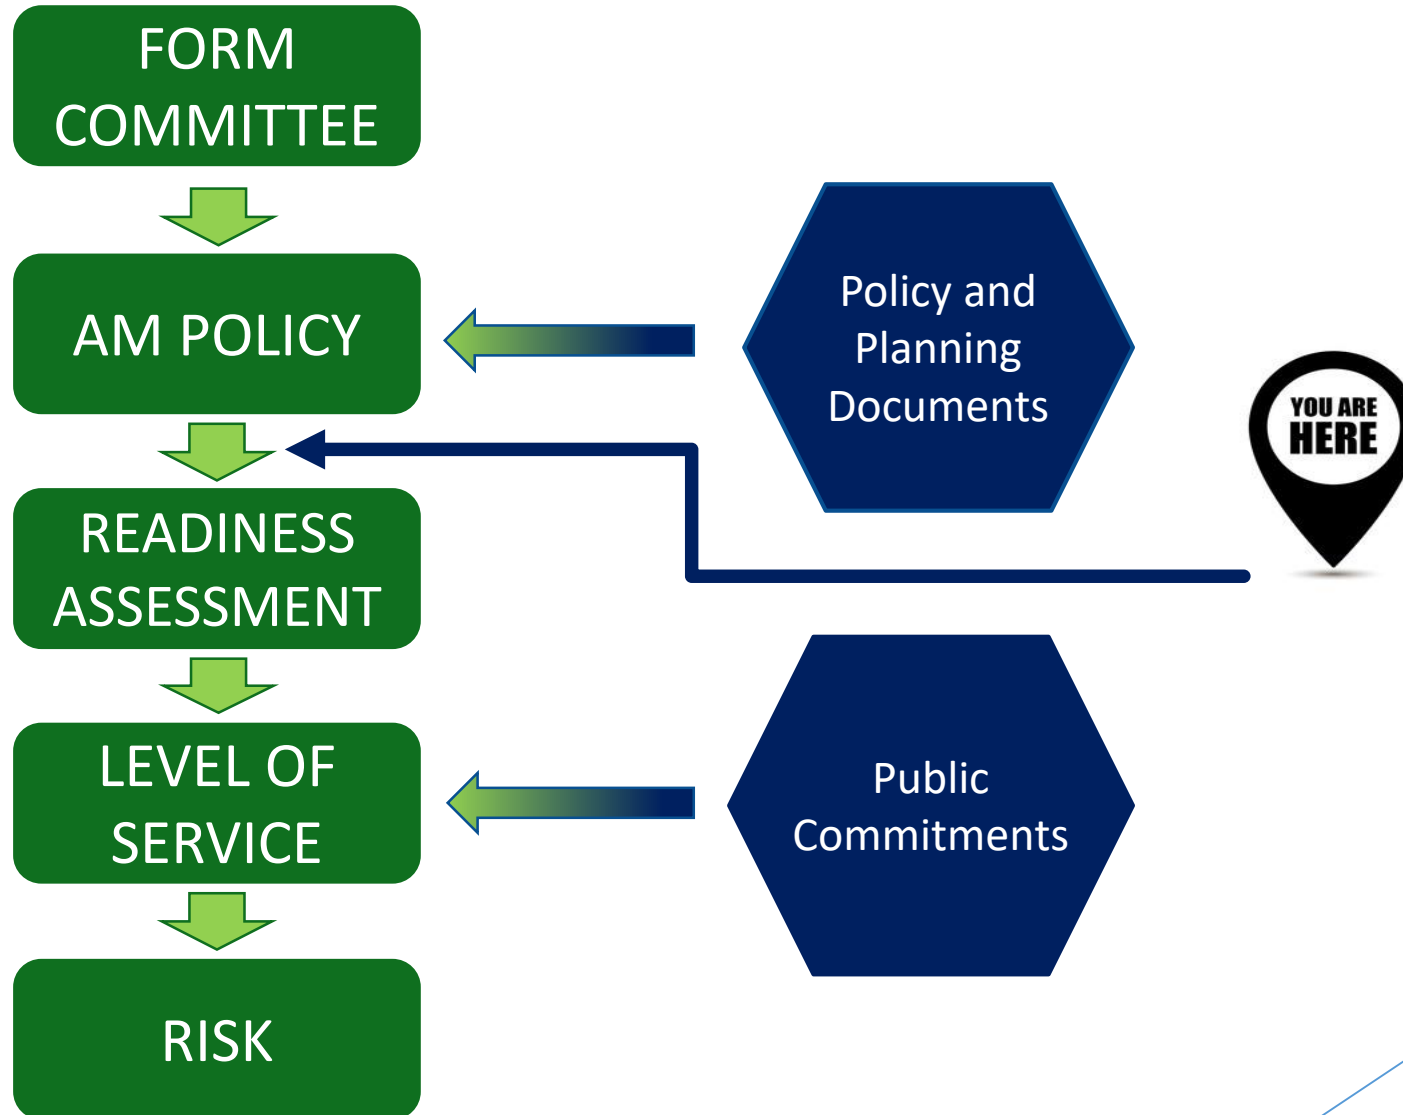 FORM
COMMITTEE
AM POLICY
Policy and
Planning
Documents
YOU ARE
HERE
READINESS
ASSESSMENT
LEVEL OF
SERVICE
Public
Commitments
RISK